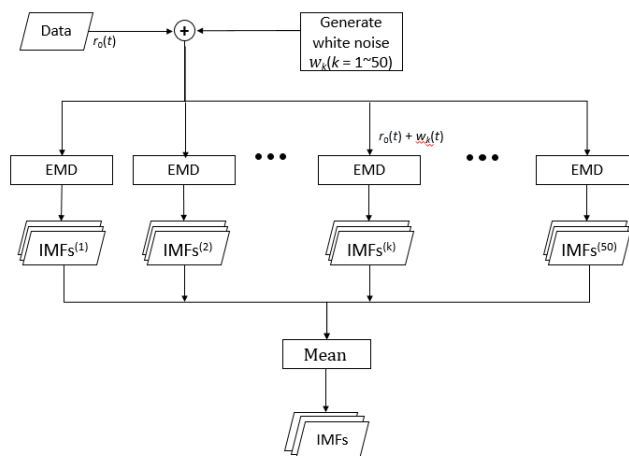 Data
r₀(t)
+
Generate
white noise
wₖ(k = 1~50)
r₀(t) + wₖ(t)
EMD
EMD
EMD
EMD
IMFs⁽¹⁾
IMFs⁽²⁾
IMFs⁽ᵏ⁾
IMFs⁽⁵⁰⁾
Mean
IMFs